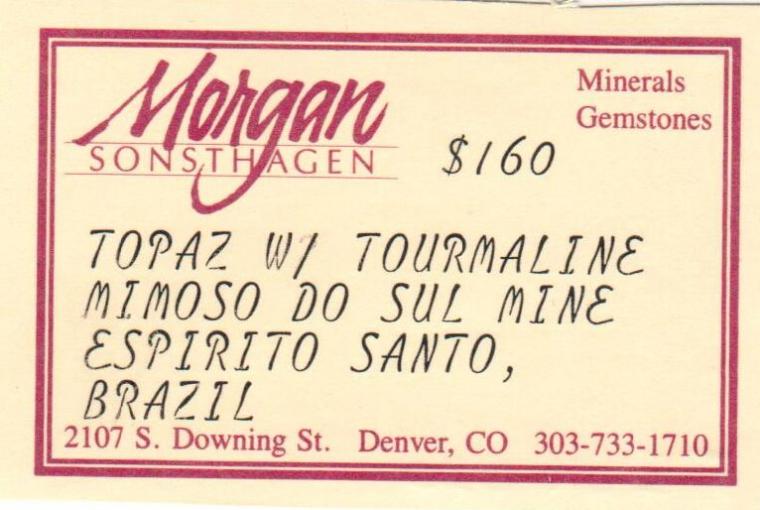 Morgan
SONSTHAGEN
Minerals
Gemstones
$160
TOPAZ W/ TOURMALINE
MIMOSO DO SUL MINE
ESPIRITO SANTO,
BRAZIL
2107 S. Downing St. Denver, CO 303-733-1710